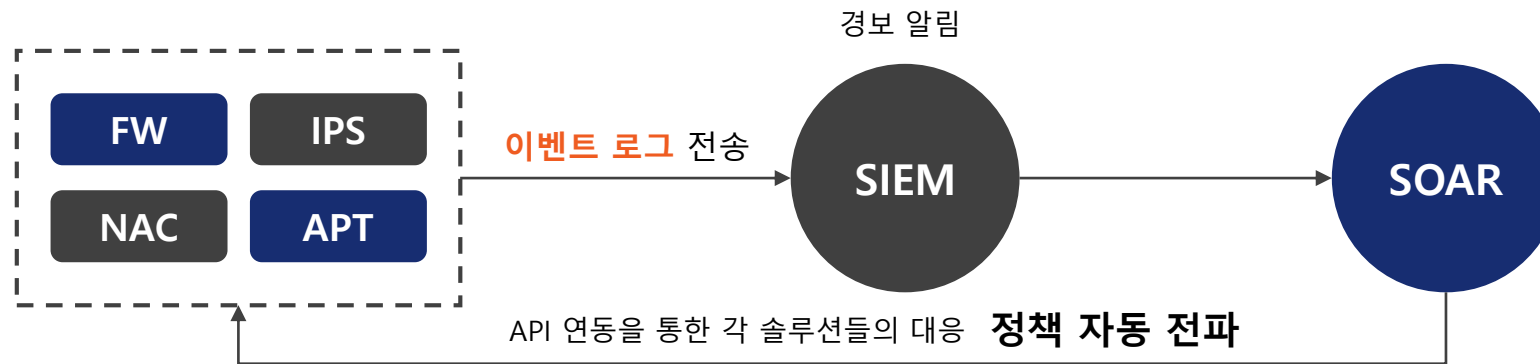 경보 알림
FW
IPS
NAC
APT
이벤트 로그 전송
SIEM
SOAR
API 연동을 통한 각 솔루션들의 대응 정책 자동 전파